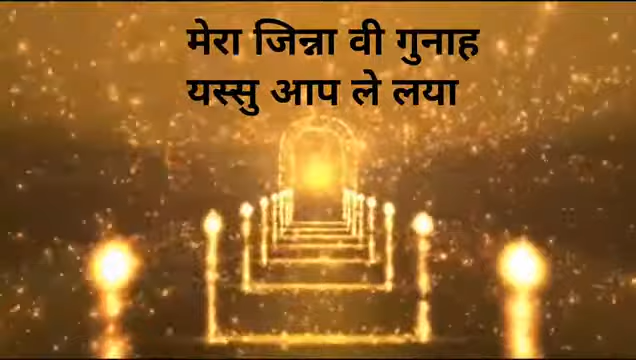 मेरा जिन्ना वी गुनाह
यस्सु आप ले लया